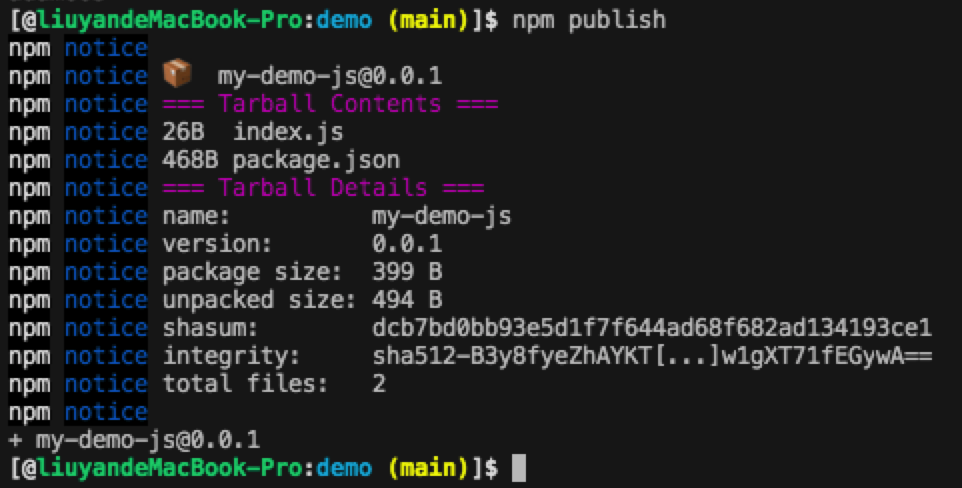 [@liuyandeMacBook-Pro:demo (main)]$ npm publish
npm notice
npm notice 📦  my-demo-js@0.0.1
npm notice === Tarball Contents ===
npm notice 26B  index.js
npm notice 468B package.json
npm notice === Tarball Details ===
npm notice name:          my-demo-js
npm notice version:       0.0.1
npm notice package size:  399 B
npm notice unpacked size: 494 B
npm notice shasum:        dcb7bd0bb93e5d1f7f644ad68f682ad134193ce1
npm notice integrity:     sha512-B3y8fyeZhAYKT[...]w1gXT71fEGywA==
npm notice total files:   2
npm notice
+ my-demo-js@0.0.1
[@liuyandeMacBook-Pro:demo (main)]$